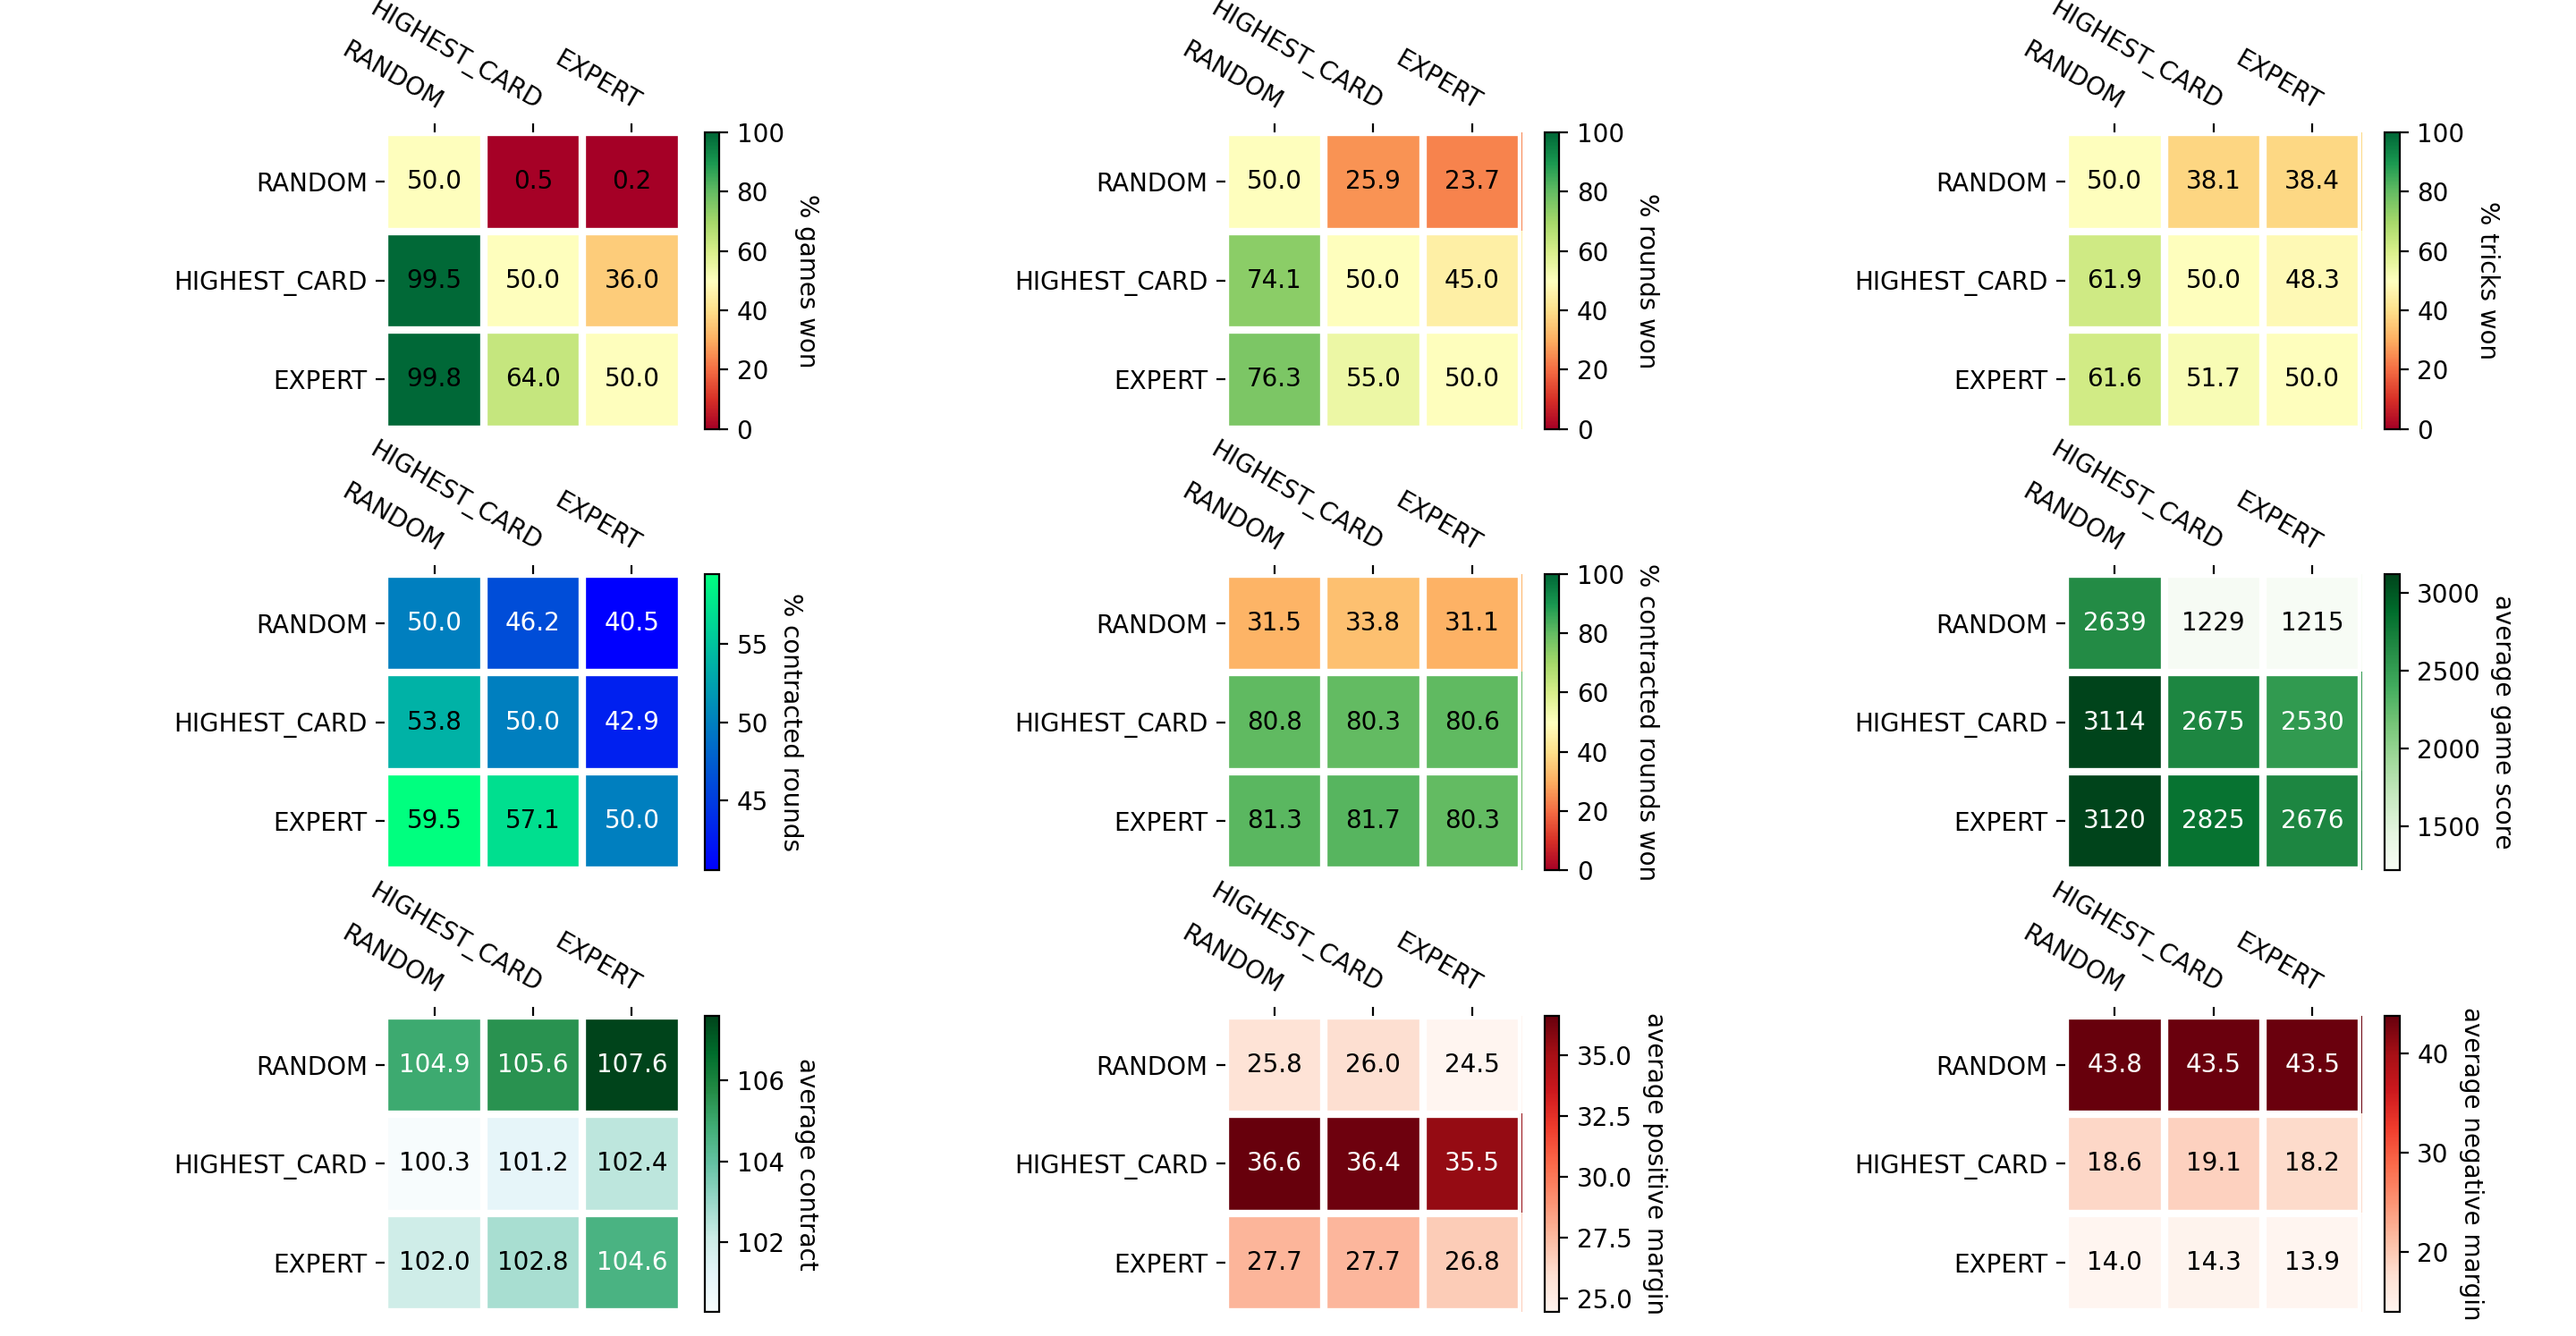 HIGHEST_CARD
RANDOM
EXPERT
RANDOM 50.0 0.5 0.2
HIGHEST_CARD 99.5 50.0 36.0
EXPERT 99.8 64.0 50.0
100
80
60
40
20
0
% games won
HIGHEST_CARD
RANDOM
EXPERT
RANDOM 50.0 25.9 23.7
HIGHEST_CARD 74.1 50.0 45.0
EXPERT 76.3 55.0 50.0
100
80
60
40
20
0
% rounds won
HIGHEST_CARD
RANDOM
EXPERT
RANDOM 50.0 38.1 38.4
HIGHEST_CARD 61.9 50.0 48.3
EXPERT 61.6 51.7 50.0
100
80
60
40
20
0
% tricks won
HIGHEST_CARD
RANDOM
EXPERT
RANDOM 50.0 46.2 40.5
HIGHEST_CARD 53.8 50.0 42.9
EXPERT 59.5 57.1 50.0
55
50
45
% contracted rounds
HIGHEST_CARD
RANDOM
EXPERT
RANDOM 31.5 33.8 31.1
HIGHEST_CARD 80.8 80.3 80.6
EXPERT 81.3 81.7 80.3
100
80
60
40
20
0
% contracted rounds won
HIGHEST_CARD
RANDOM
EXPERT
RANDOM 2639 1229 1215
HIGHEST_CARD 3114 2675 2530
EXPERT 3120 2825 2676
3000
2500
2000
1500
average game score
HIGHEST_CARD
RANDOM
EXPERT
RANDOM 104.9 105.6 107.6
HIGHEST_CARD 100.3 101.2 102.4
EXPERT 102.0 102.8 104.6
106
104
102
average contract
HIGHEST_CARD
RANDOM
EXPERT
RANDOM 25.8 26.0 24.5
HIGHEST_CARD 36.6 36.4 35.5
EXPERT 27.7 27.7 26.8
35.0
32.5
30.0
27.5
25.0
average positive margin
HIGHEST_CARD
RANDOM
EXPERT
RANDOM 43.8 43.5 43.5
HIGHEST_CARD 18.6 19.1 18.2
EXPERT 14.0 14.3 13.9
40
30
20
average negative margin